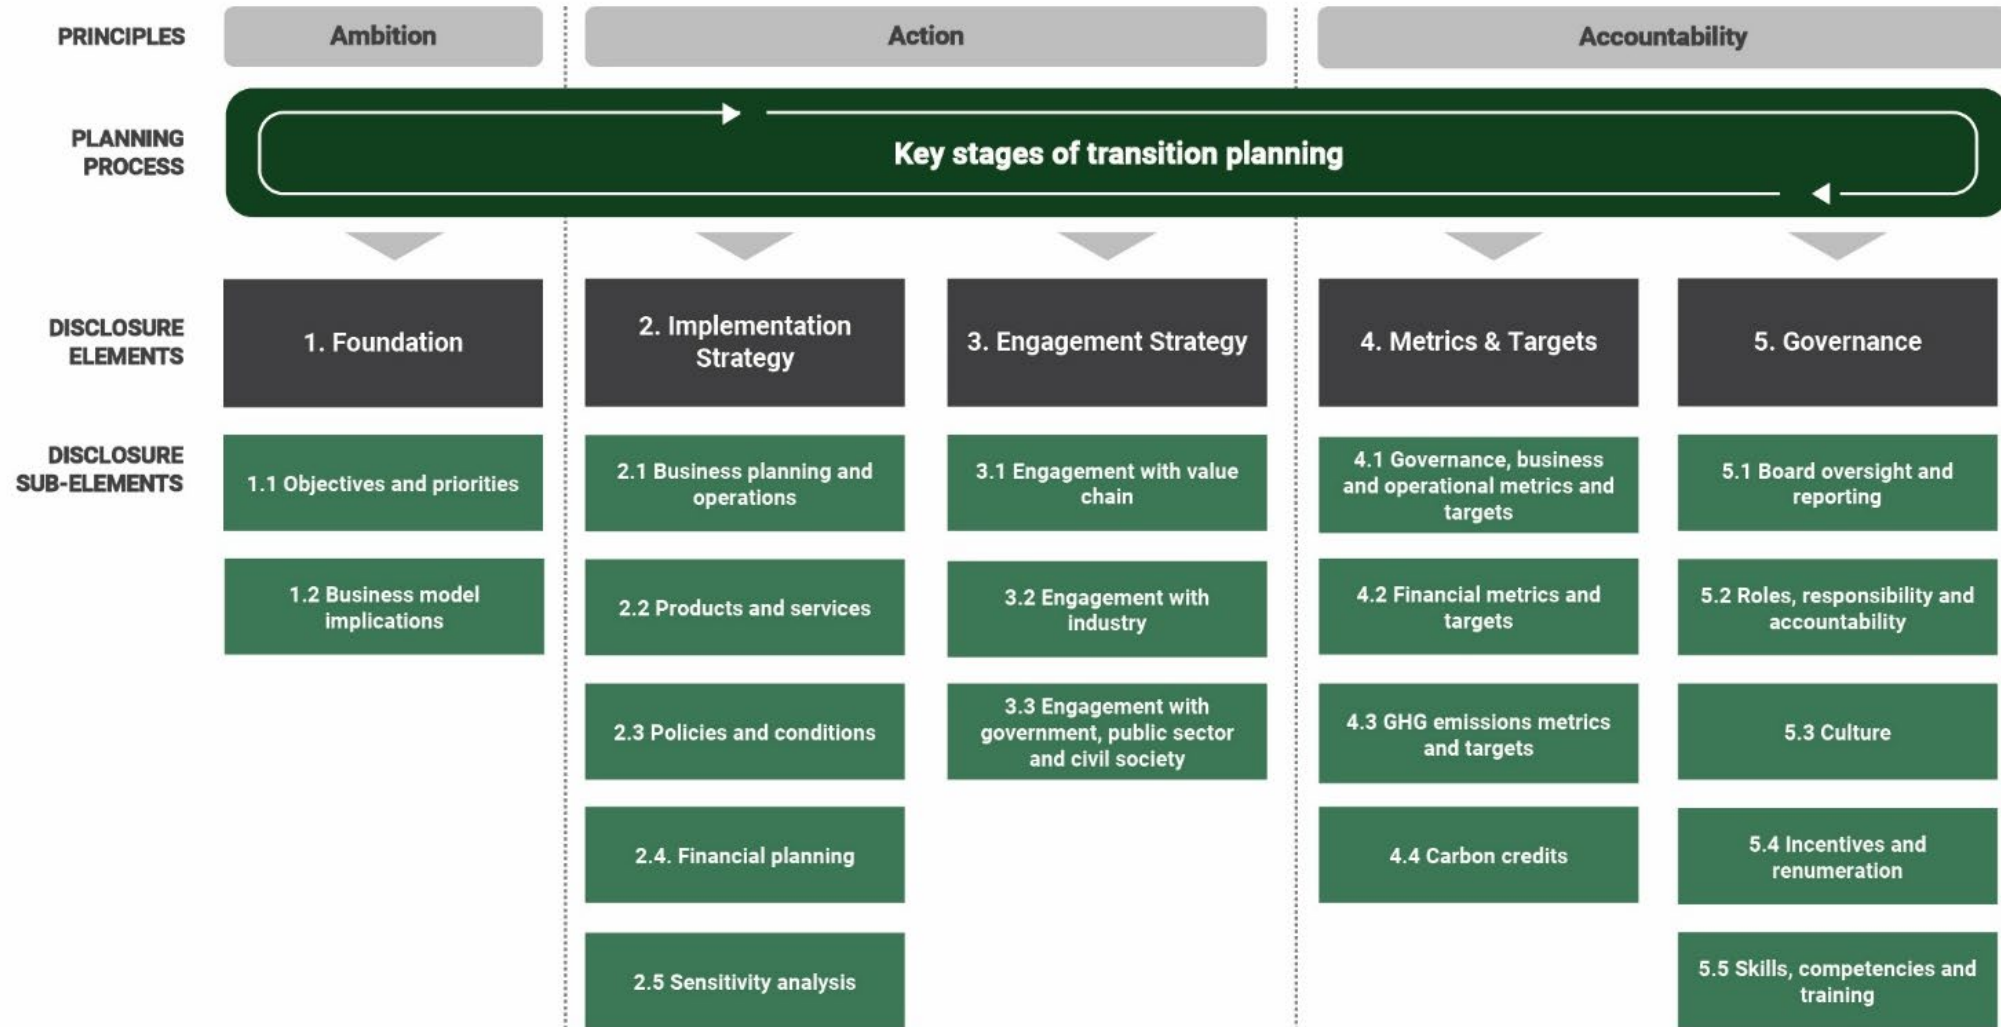 PRINCIPLES
Ambition
Action
Accountability
PLANNING
PROCESS
Key stages of transition planning
DISCLOSURE
ELEMENTS
1. Foundation
2. Implementation
Strategy
3. Engagement Strategy
4. Metrics & Targets
5. Governance
DISCLOSURE
SUB-ELEMENTS
1.1 Objectives and priorities
2.1 Business planning and
operations
3.1 Engagement with value
chain
4.1 Governance, business
and operational metrics and
targets
5.1 Board oversight and
reporting
1.2 Business model
implications
2.2 Products and services
3.2 Engagement with
industry
4.2 Financial metrics and
targets
5.2 Roles, responsibility and
accountability
2.3 Policies and conditions
3.3 Engagement with
government, public sector
and civil society
4.3 GHG emissions metrics
and targets
5.3 Culture
2.4. Financial planning
4.4 Carbon credits
5.4 Incentives and
renumeration
2.5 Sensitivity analysis
5.5 Skills, competencies and
training